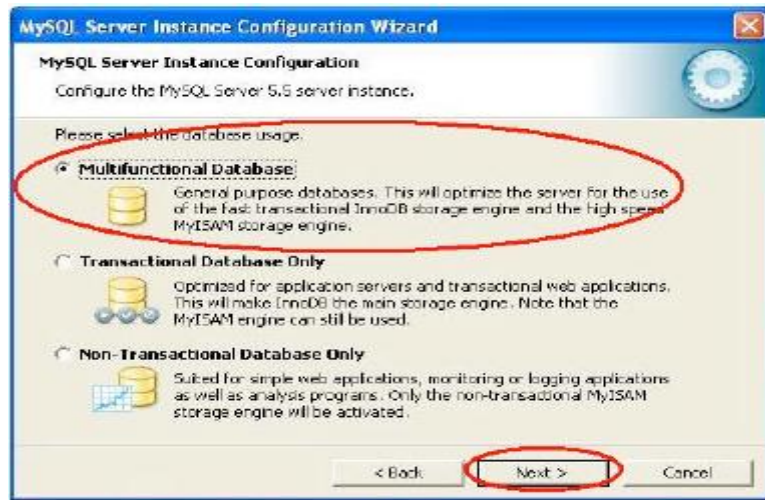 MySQL Server Instance Configuration Wizard
MySQL Server Instance Configuration
Configure the MySQL Server 5.5 server instance.
Please select the database usage.
Multifunctional Database
General purpose databases. This will optimize the server for the use
of the fast transactional InnoDB storage engine and the high speed
MyISAM storage engine.
Transactional Database Only
Optimized for application servers and transactional web applications.
This will make InnoDB the main storage engine. Note that the
MyISAM engine can still be used.
Non-Transactional Database Only
Suited for simple web applications, monitoring or logging applications
as well as analysis programs. Only the non-transactional MyISAM
storage engine will be activated.
< Back
Next >
Cancel